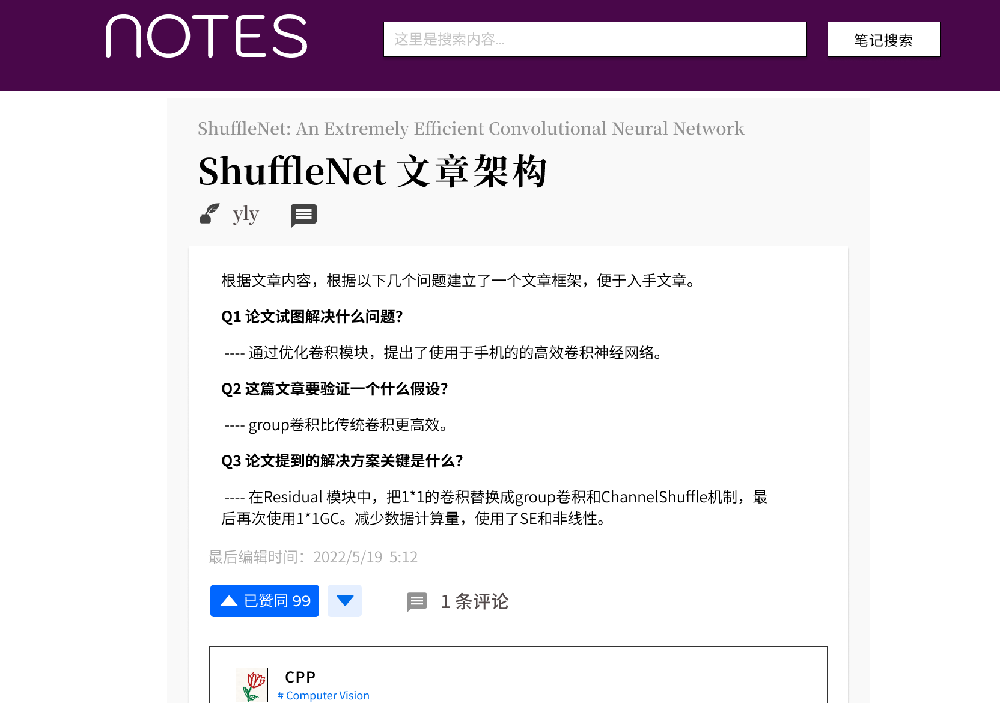 NOTES
这里是搜索内容...
笔记搜索
ShuffleNet: An Extremely Efficient Convolutional Neural Network
ShuffleNet 文章架构
yly
根据文章内容，根据以下几个问题建立了一个文章框架，便于入手文章。
Q1 论文试图解决什么问题？
---- 通过优化卷积模块，提出了使用于手机的的高效卷积神经网络。
Q2 这篇文章要验证一个什么假设？
---- group卷积比传统卷积更高效。
Q3 论文提到的解决方案关键是什么？
---- 在Residual 模块中，把1*1的卷积替换成group卷积和ChannelShuffle机制，最
后再次使用1*1GC。减少数据计算量，使用了SE和非线性。
最后编辑时间：2022/5/19 5:12
已赞同 99
1 条评论
CPP
# Computer Vision